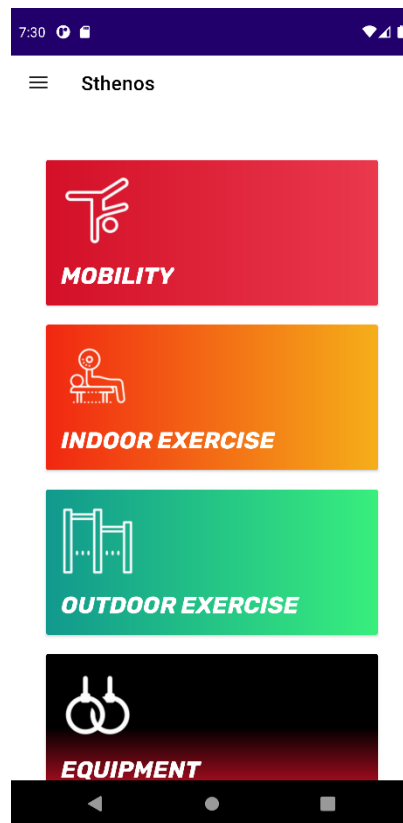 7:30
Sthenos
MOBILITY
INDOOR EXERCISE
OUTDOOR EXERCISE
EQUIPMENT